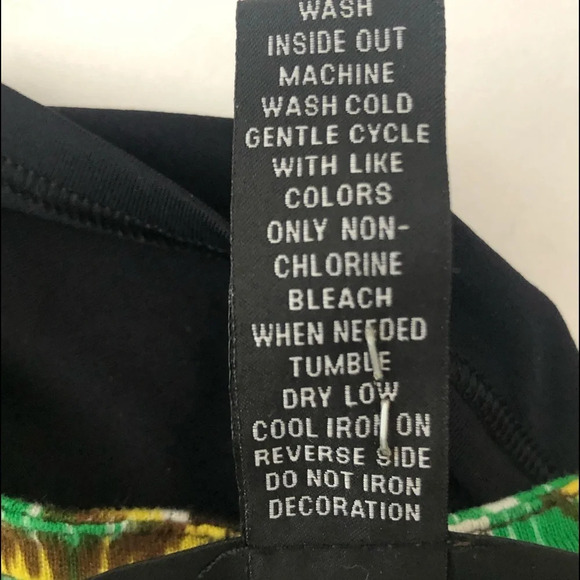 WASH
INSIDE OUT
MACHINE
WASH COLD
GENTLE CYCLE
WITH LIKE
COLORS
ONLY NON-
CHLORINE
BLEACH
WHEN NEEDED
TUMBLE
DRY LOW
COOL IRON ON
REVERSE SIDE
DO NOT IRON
DECORATION